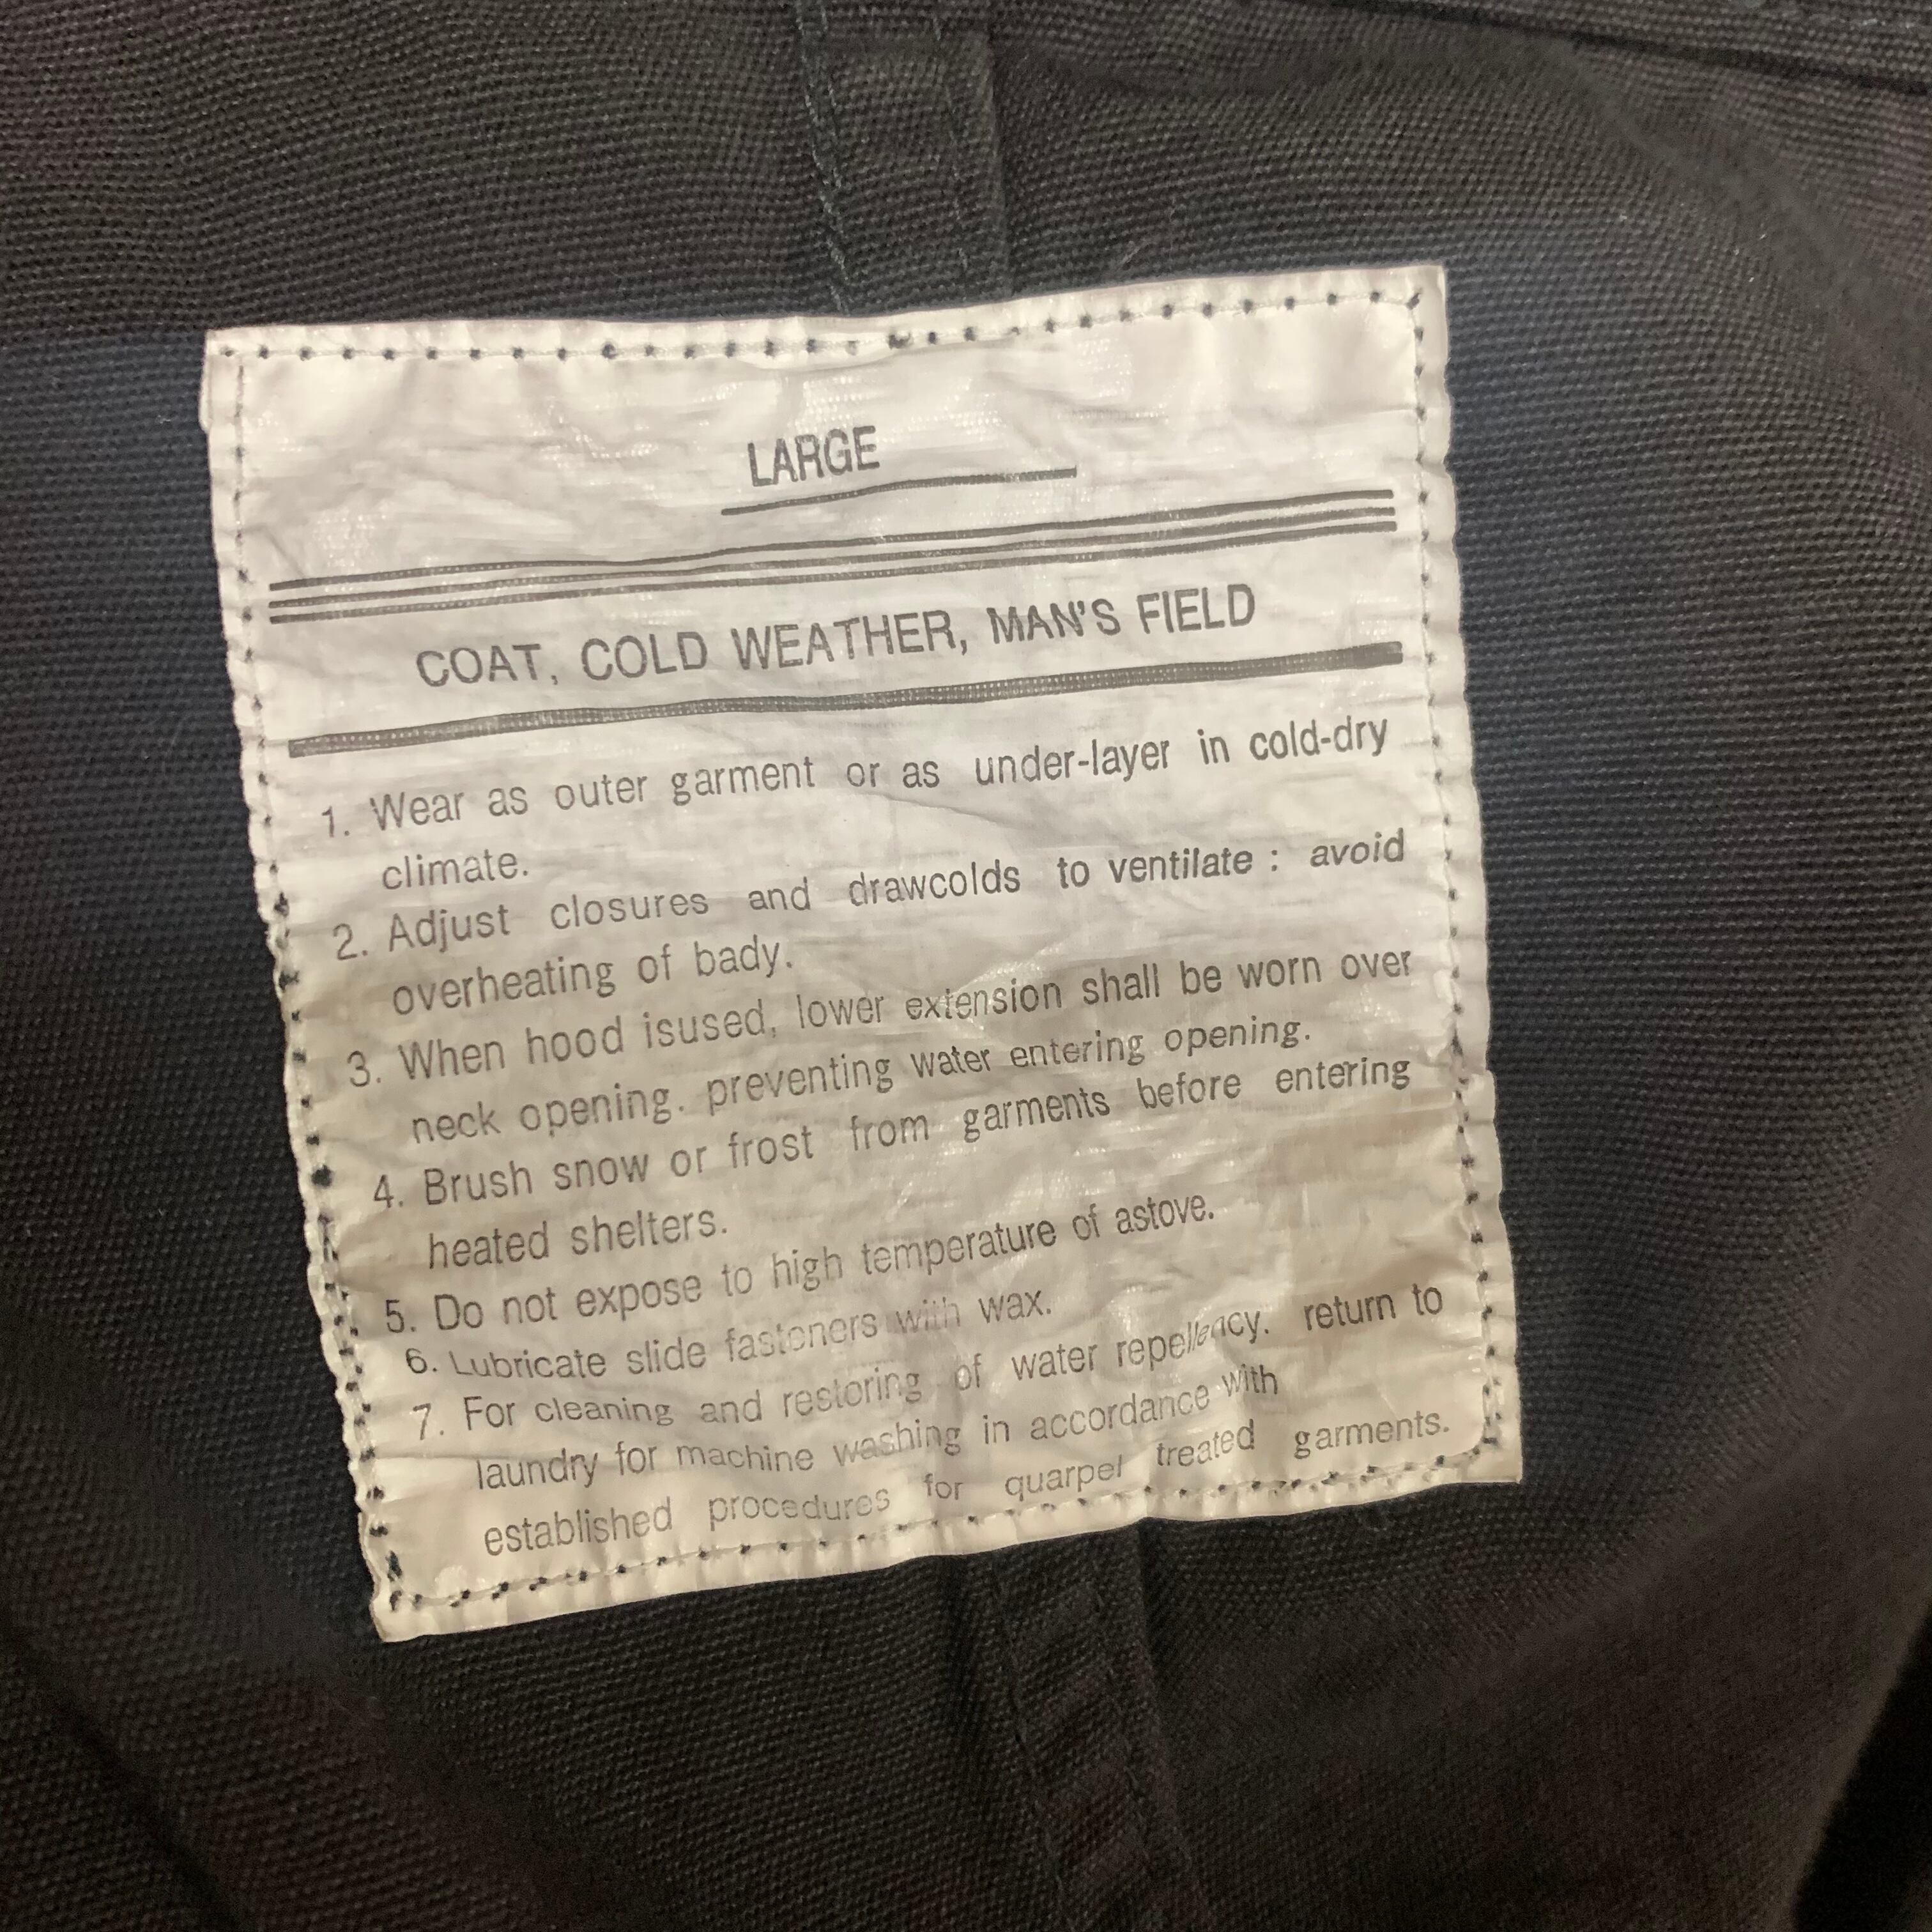 LARGE
COAT, COLD WEATHER, MAN'S FIELD
1. Wear as outer garment or as under-layer in cold-dry
climate.
2. Adjust closures and drawcolds to ventilate : avoid
overheating of bady.
3. When hood isused, lower extension shall be worn over
neck opening. preventing water entering opening.
4. Brush snow or frost from garments before entering
heated shelters.
5. Do not expose to high temperature of astove.
6. Lubricate slide fasteners with wax.
7. For cleaning and restoring of water repellency. return to
laundry for machine washing in accordance with
established procedures for quarpel treated garments.